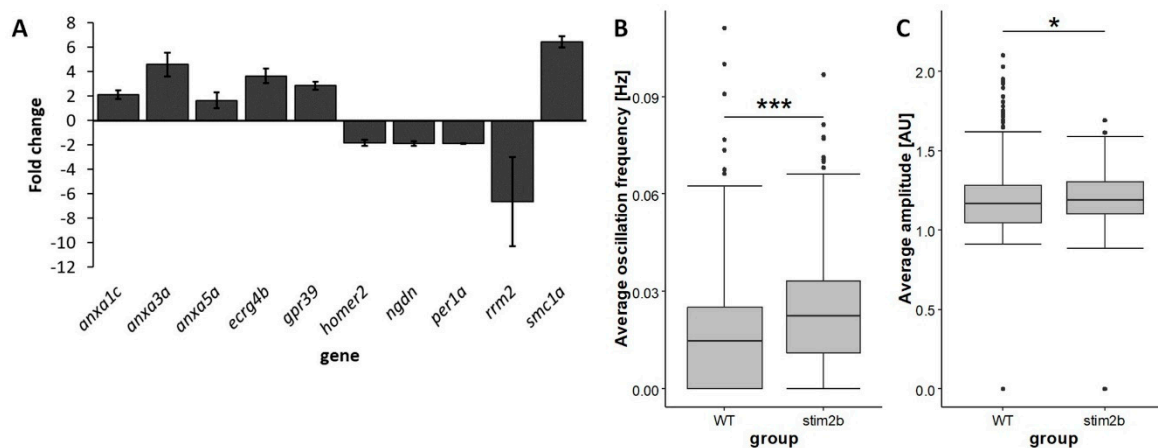 A
Fold change
8
6
4
2
0
-2
-4
-6
-8
-10
-12
anxa1c
anxa3a
anxa5a
ecrg4b
gpr39
homer2
ngdn
per1a
rrm2
smc1a
gene
B
Average oscillation frequency [Hz]
0.09
0.06
0.03
0.00
***
WT stim2b
group
C
Average amplitude [AU]
2.0
1.5
1.0
0.5
0.0
*
WT stim2b
group